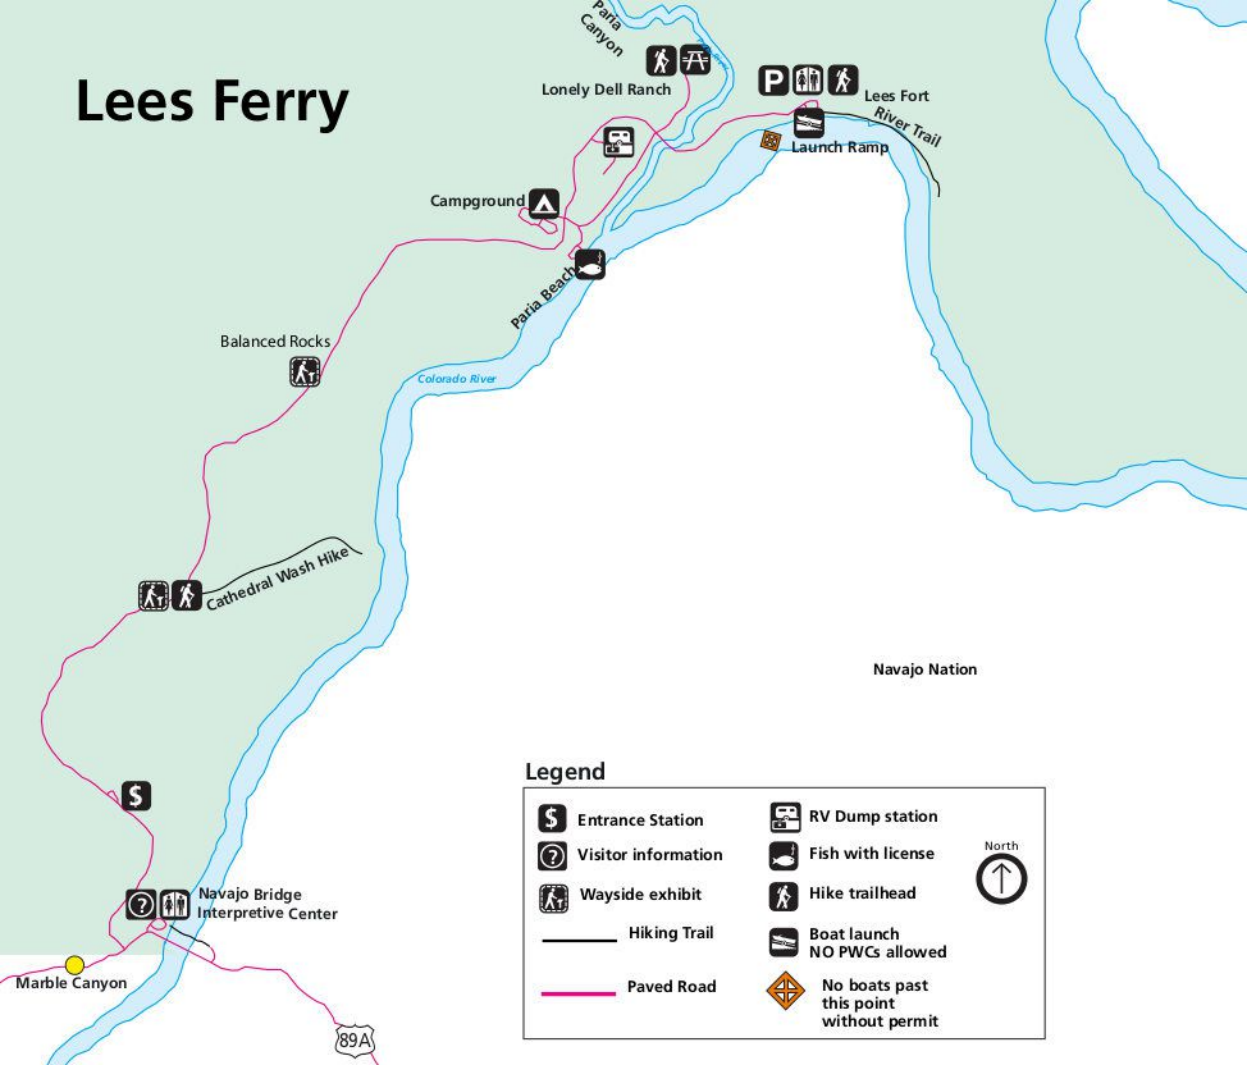 Paria
Canyon
Lees Ferry
Lonely Dell Ranch
P
Lees Fort
River Trail
Launch Ramp
Campground
Paria Beach
Balanced Rocks
Colorado River
Cathedral Wash Hike
Navajo Nation
$
?
Navajo Bridge
Interpretive Center
Marble Canyon
89A
Legend
$ Entrance Station
? Visitor information
Wayside exhibit
Hiking Trail
Paved Road
RV Dump station
Fish with license
Hike trailhead
Boat launch
NO PWCs allowed
No boats past
this point
without permit
North